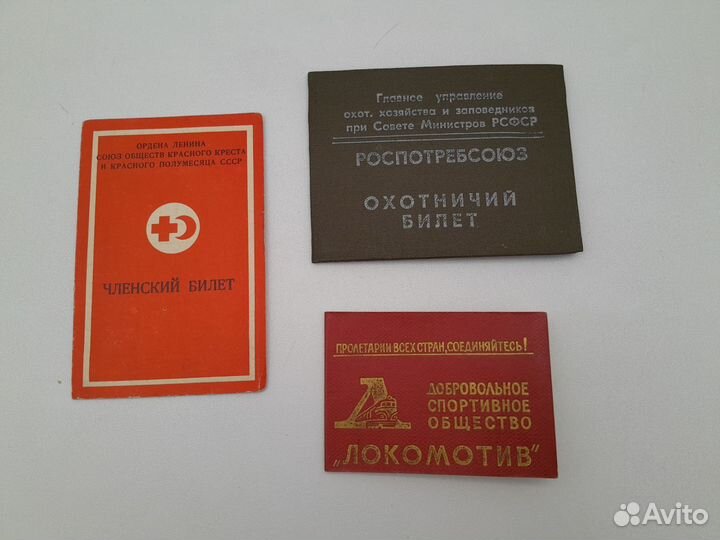 ОРДЕНА ЛЕНИНА
СОЮЗ ОБЩЕСТВ КРАСНОГО КРЕСТА
И КРАСНОГО ПОЛУМЕСЯЦА СССР
ЧЛЕНСКИЙ БИЛЕТ
Главное управление
охот. хозяйства и заповедников
при Совете Министров РСФСР
РОСПОТРЕБСОЮЗ
ОХОТНИЧИЙ
БИЛЕТ
ПРОЛЕТАРИИ ВСЕХ СТРАН, СОЕДИНЯЙТЕСЬ!
ДОБРОВОЛЬНОЕ
СПОРТИВНОЕ
ОБЩЕСТВО
„ЛОКОМОТИВ"
Avito